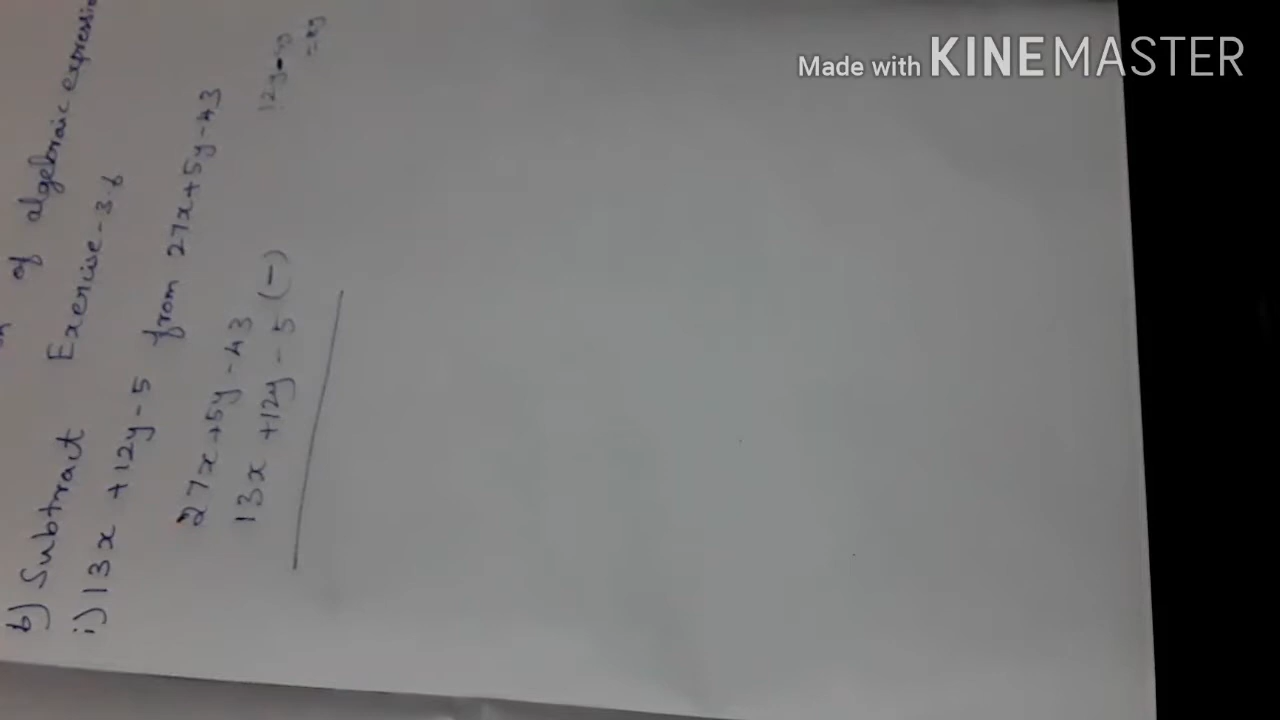 of algebraic expressio
b) Subtract Exercise-3.6
i) 13x +12y-5 from 27x+5y-43
27x+5y-43
13x +12y-5 (-)
Made with KINEMASTER